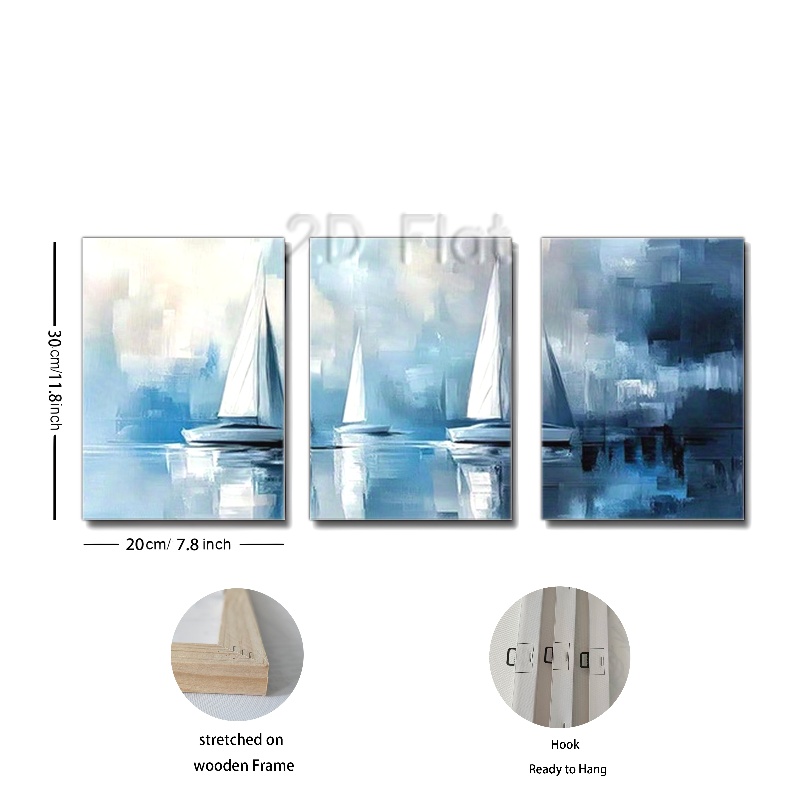 2D Flat
30cm/11.8inch
20cm/ 7.8 inch
stretched on
wooden Frame
Hook
Ready to Hang